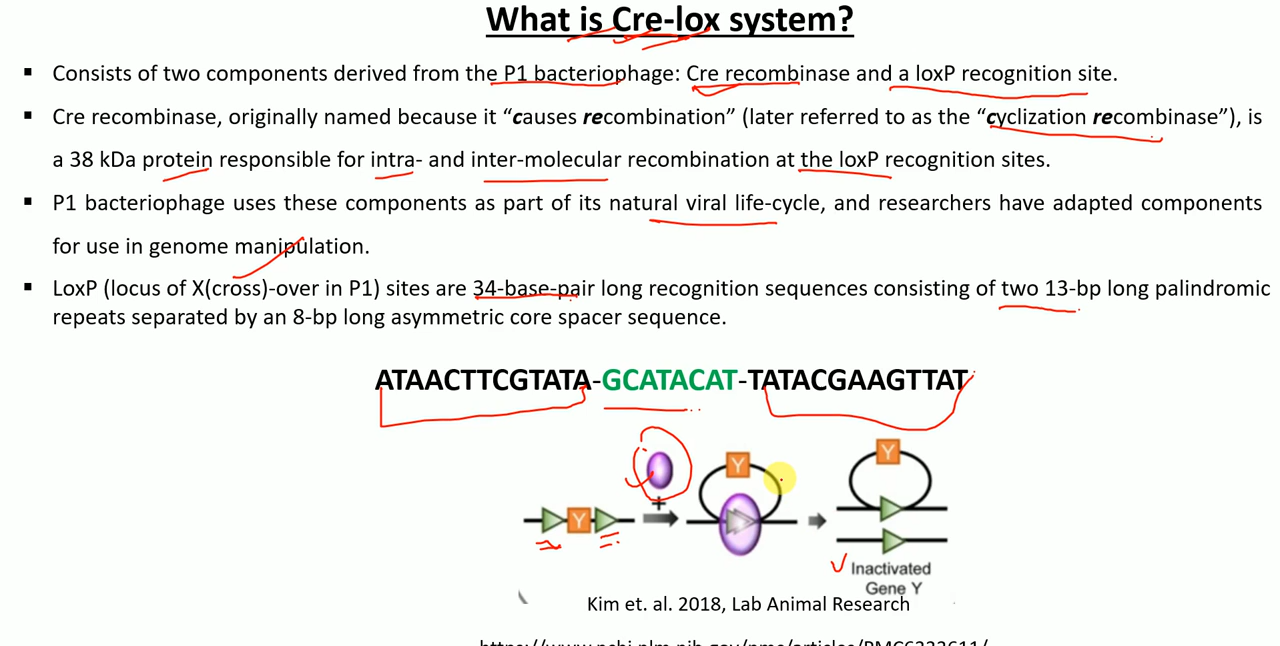 What is Cre-lox system?
▪ Consists of two components derived from the P1 bacteriophage: Cre recombinase and a loxP recognition site.
▪ Cre recombinase, originally named because it “causes recombination” (later referred to as the “cyclization recombinase”), is
a 38 kDa protein responsible for intra- and inter-molecular recombination at the loxP recognition sites.
▪ P1 bacteriophage uses these components as part of its natural viral life-cycle, and researchers have adapted components
for use in genome manipulation.
▪ LoxP (locus of X(cross)-over in P1) sites are 34-base-pair long recognition sequences consisting of two 13-bp long palindromic
repeats separated by an 8-bp long asymmetric core spacer sequence.
ATAACTTCGTATA-GCATACAT-TATACGAAGTTAT
Y
Y
Y
+
Inactivated
Gene Y
Kim et. al. 2018, Lab Animal Research